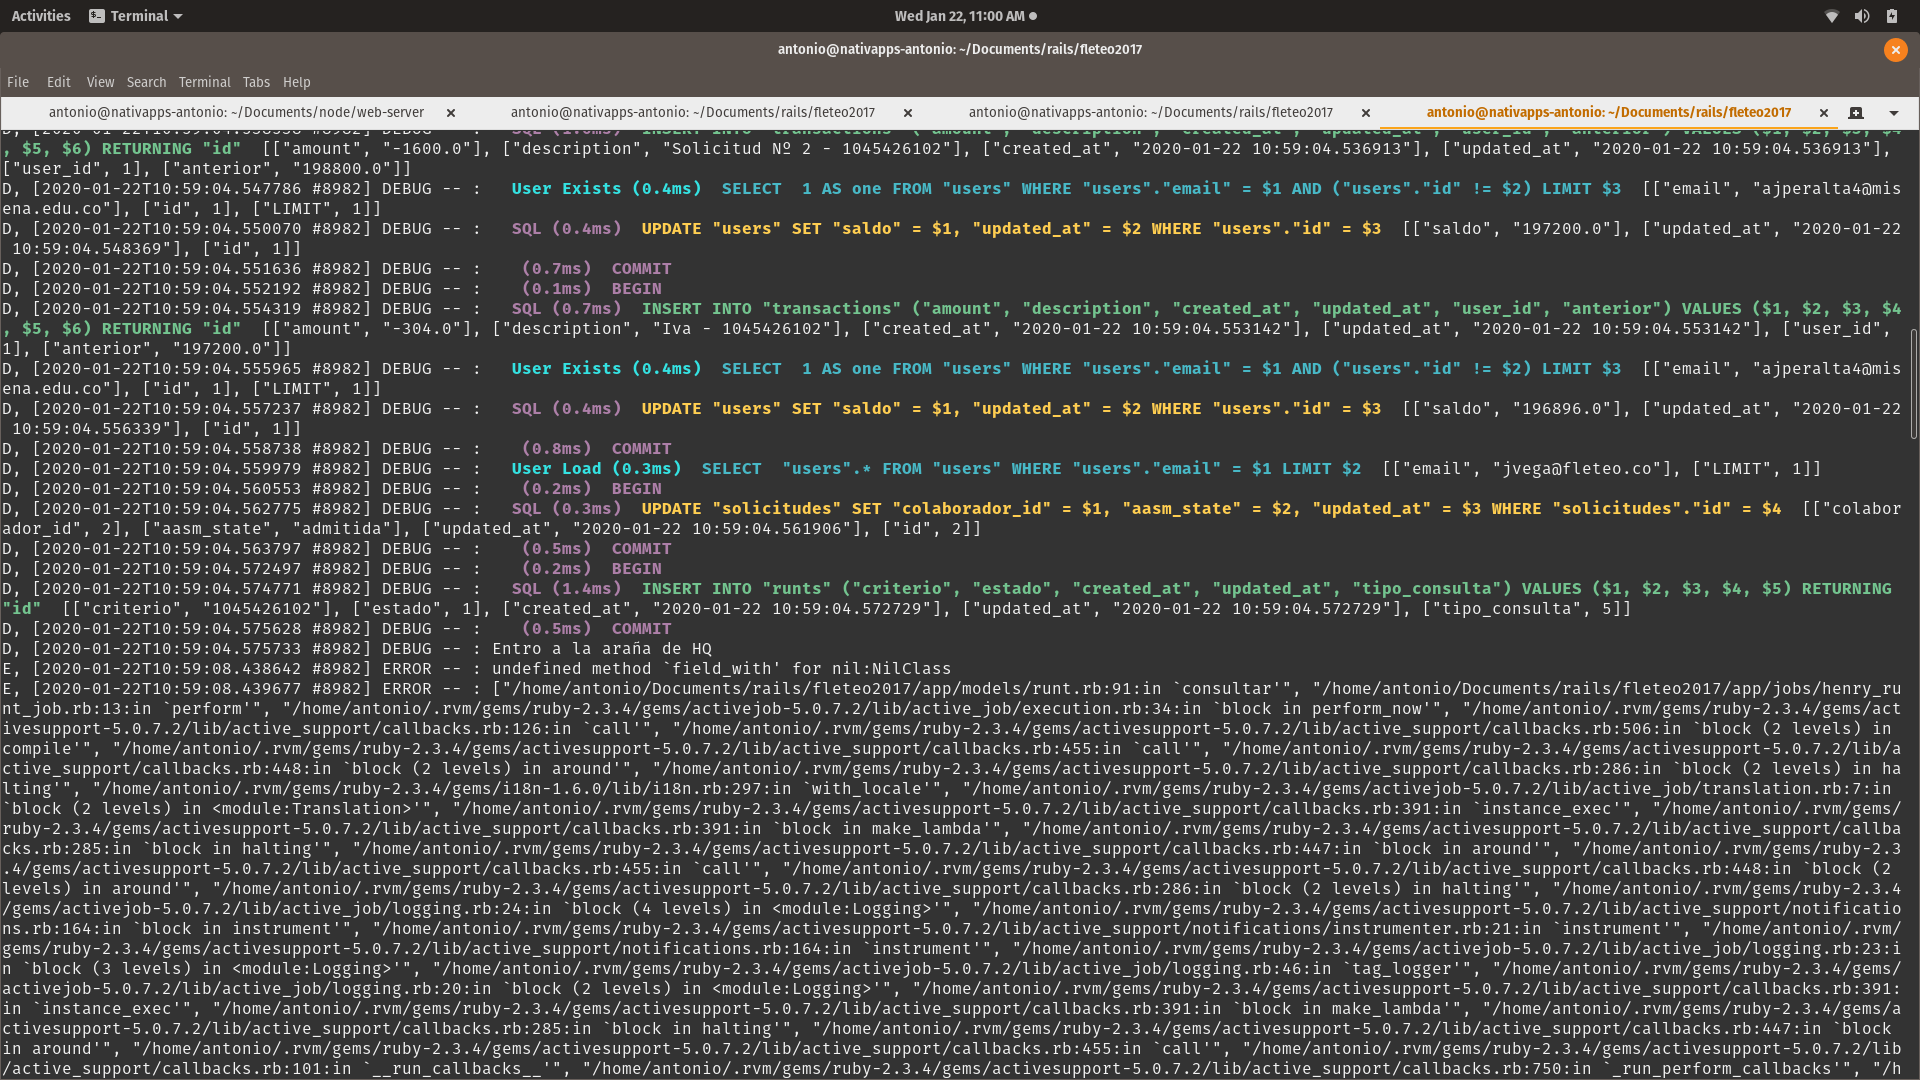 Activities Terminal Wed Jan 22, 11:00 AM
antonio@nativapps-antonio: ~/Documents/rails/fleteo2017
File Edit View Search Terminal Tabs Help
antonio@nativapps-antonio: ~/Documents/node/web-server antonio@nativapps-antonio: ~/Documents/rails/fleteo2017 antonio@nativapps-antonio: ~/Documents/rails/fleteo2017 antonio@nativapps-antonio: ~/Documents/rails/fleteo2017
, $5, $6) RETURNING "id"  [["amount", "-1600.0"], ["description", "Solicitud Nº 2 - 1045426102"], ["created_at", "2020-01-22 10:59:04.536913"], ["updated_at", "2020-01-22 10:59:04.536913"],
["user_id", 1], ["anterior", "198800.0"]]
D, [2020-01-22T10:59:04.547786 #8982] DEBUG -- :   User Exists (0.4ms)  SELECT  1 AS one FROM "users" WHERE "users"."email" = $1 AND ("users"."id" != $2) LIMIT $3  [["email", "ajperalta4@mis
ena.edu.co"], ["id", 1], ["LIMIT", 1]]
D, [2020-01-22T10:59:04.550070 #8982] DEBUG -- :   SQL (0.4ms)  UPDATE "users" SET "saldo" = $1, "updated_at" = $2 WHERE "users"."id" = $3  [["saldo", "197200.0"], ["updated_at", "2020-01-22
 10:59:04.548369"], ["id", 1]]
D, [2020-01-22T10:59:04.551636 #8982] DEBUG -- :    (0.7ms)  COMMIT
D, [2020-01-22T10:59:04.552192 #8982] DEBUG -- :    (0.1ms)  BEGIN
D, [2020-01-22T10:59:04.554319 #8982] DEBUG -- :   SQL (0.7ms)  INSERT INTO "transactions" ("amount", "description", "created_at", "updated_at", "user_id", "anterior") VALUES ($1, $2, $3, $4
, $5, $6) RETURNING "id"  [["amount", "-304.0"], ["description", "Iva - 1045426102"], ["created_at", "2020-01-22 10:59:04.553142"], ["updated_at", "2020-01-22 10:59:04.553142"], ["user_id",
1], ["anterior", "197200.0"]]
D, [2020-01-22T10:59:04.555965 #8982] DEBUG -- :   User Exists (0.4ms)  SELECT  1 AS one FROM "users" WHERE "users"."email" = $1 AND ("users"."id" != $2) LIMIT $3  [["email", "ajperalta4@mis
ena.edu.co"], ["id", 1], ["LIMIT", 1]]
D, [2020-01-22T10:59:04.557237 #8982] DEBUG -- :   SQL (0.4ms)  UPDATE "users" SET "saldo" = $1, "updated_at" = $2 WHERE "users"."id" = $3  [["saldo", "196896.0"], ["updated_at", "2020-01-22
 10:59:04.556339"], ["id", 1]]
D, [2020-01-22T10:59:04.558738 #8982] DEBUG -- :    (0.8ms)  COMMIT
D, [2020-01-22T10:59:04.559979 #8982] DEBUG -- :   User Load (0.3ms)  SELECT  "users".* FROM "users" WHERE "users"."email" = $1 LIMIT $2  [["email", "jvega@fleteo.co"], ["LIMIT", 1]]
D, [2020-01-22T10:59:04.560553 #8982] DEBUG -- :    (0.2ms)  BEGIN
D, [2020-01-22T10:59:04.562775 #8982] DEBUG -- :   SQL (0.3ms)  UPDATE "solicitudes" SET "colaborador_id" = $1, "aasm_state" = $2, "updated_at" = $3 WHERE "solicitudes"."id" = $4  [["colabor
ador_id", 2], ["aasm_state", "admitida"], ["updated_at", "2020-01-22 10:59:04.561906"], ["id", 2]]
D, [2020-01-22T10:59:04.563797 #8982] DEBUG -- :    (0.5ms)  COMMIT
D, [2020-01-22T10:59:04.572497 #8982] DEBUG -- :    (0.2ms)  BEGIN
D, [2020-01-22T10:59:04.574771 #8982] DEBUG -- :   SQL (1.4ms)  INSERT INTO "runts" ("criterio", "estado", "created_at", "updated_at", "tipo_consulta") VALUES ($1, $2, $3, $4, $5) RETURNING
"id"  [["criterio", "1045426102"], ["estado", 1], ["created_at", "2020-01-22 10:59:04.572729"], ["updated_at", "2020-01-22 10:59:04.572729"], ["tipo_consulta", 5]]
D, [2020-01-22T10:59:04.575628 #8982] DEBUG -- :    (0.5ms)  COMMIT
D, [2020-01-22T10:59:04.575733 #8982] DEBUG -- : Entro a la araña de HQ
E, [2020-01-22T10:59:08.438642 #8982] ERROR -- : undefined method `field_with' for nil:NilClass
E, [2020-01-22T10:59:08.439677 #8982] ERROR -- : ["/home/antonio/Documents/rails/fleteo2017/app/models/runt.rb:91:in `consultar'", "/home/antonio/Documents/rails/fleteo2017/app/jobs/henry_ru
nt_job.rb:13:in `perform'", "/home/antonio/.rvm/gems/ruby-2.3.4/gems/activejob-5.0.7.2/lib/active_job/execution.rb:34:in `block in perform_now'", "/home/antonio/.rvm/gems/ruby-2.3.4/gems/act
ivesupport-5.0.7.2/lib/active_support/callbacks.rb:126:in `call'", "/home/antonio/.rvm/gems/ruby-2.3.4/gems/activesupport-5.0.7.2/lib/active_support/callbacks.rb:506:in `block (2 levels) in
compile'", "/home/antonio/.rvm/gems/ruby-2.3.4/gems/activesupport-5.0.7.2/lib/active_support/callbacks.rb:455:in `call'", "/home/antonio/.rvm/gems/ruby-2.3.4/gems/activesupport-5.0.7.2/lib/a
ctive_support/callbacks.rb:448:in `block (2 levels) in around'", "/home/antonio/.rvm/gems/ruby-2.3.4/gems/activesupport-5.0.7.2/lib/active_support/callbacks.rb:286:in `block (2 levels) in ha
lting'", "/home/antonio/.rvm/gems/ruby-2.3.4/gems/i18n-1.6.0/lib/i18n.rb:297:in `with_locale'", "/home/antonio/.rvm/gems/ruby-2.3.4/gems/activejob-5.0.7.2/lib/active_job/translation.rb:7:in
`block (2 levels) in <module:Translation>'", "/home/antonio/.rvm/gems/ruby-2.3.4/gems/activesupport-5.0.7.2/lib/active_support/callbacks.rb:391:in `instance_exec'", "/home/antonio/.rvm/gems/
ruby-2.3.4/gems/activesupport-5.0.7.2/lib/active_support/callbacks.rb:391:in `block in make_lambda'", "/home/antonio/.rvm/gems/ruby-2.3.4/gems/activesupport-5.0.7.2/lib/active_support/callba
cks.rb:285:in `block in halting'", "/home/antonio/.rvm/gems/ruby-2.3.4/gems/activesupport-5.0.7.2/lib/active_support/callbacks.rb:447:in `block in around'", "/home/antonio/.rvm/gems/ruby-2.3
.4/gems/activesupport-5.0.7.2/lib/active_support/callbacks.rb:455:in `call'", "/home/antonio/.rvm/gems/ruby-2.3.4/gems/activesupport-5.0.7.2/lib/active_support/callbacks.rb:448:in `block (2
levels) in around'", "/home/antonio/.rvm/gems/ruby-2.3.4/gems/activesupport-5.0.7.2/lib/active_support/callbacks.rb:286:in `block (2 levels) in halting'", "/home/antonio/.rvm/gems/ruby-2.3.4
/gems/activejob-5.0.7.2/lib/active_job/logging.rb:24:in `block (4 levels) in <module:Logging>'", "/home/antonio/.rvm/gems/ruby-2.3.4/gems/activesupport-5.0.7.2/lib/active_support/notificatio
ns.rb:164:in `block in instrument'", "/home/antonio/.rvm/gems/ruby-2.3.4/gems/activesupport-5.0.7.2/lib/active_support/notifications/instrumenter.rb:21:in `instrument'", "/home/antonio/.rvm/
gems/ruby-2.3.4/gems/activesupport-5.0.7.2/lib/active_support/notifications.rb:164:in `instrument'", "/home/antonio/.rvm/gems/ruby-2.3.4/gems/activejob-5.0.7.2/lib/active_job/logging.rb:23:i
n `block (3 levels) in <module:Logging>'", "/home/antonio/.rvm/gems/ruby-2.3.4/gems/activejob-5.0.7.2/lib/active_job/logging.rb:46:in `tag_logger'", "/home/antonio/.rvm/gems/ruby-2.3.4/gems/
activejob-5.0.7.2/lib/active_job/logging.rb:20:in `block (2 levels) in <module:Logging>'", "/home/antonio/.rvm/gems/ruby-2.3.4/gems/activesupport-5.0.7.2/lib/active_support/callbacks.rb:391:
in `instance_exec'", "/home/antonio/.rvm/gems/ruby-2.3.4/gems/activesupport-5.0.7.2/lib/active_support/callbacks.rb:391:in `block in make_lambda'", "/home/antonio/.rvm/gems/ruby-2.3.4/gems/a
ctivesupport-5.0.7.2/lib/active_support/callbacks.rb:285:in `block in halting'", "/home/antonio/.rvm/gems/ruby-2.3.4/gems/activesupport-5.0.7.2/lib/active_support/callbacks.rb:447:in `block
in around'", "/home/antonio/.rvm/gems/ruby-2.3.4/gems/activesupport-5.0.7.2/lib/active_support/callbacks.rb:455:in `call'", "/home/antonio/.rvm/gems/ruby-2.3.4/gems/activesupport-5.0.7.2/lib
/active_support/callbacks.rb:101:in `__run_callbacks__'", "/home/antonio/.rvm/gems/ruby-2.3.4/gems/activesupport-5.0.7.2/lib/active_support/callbacks.rb:750:in `_run_perform_callbacks'", "/h